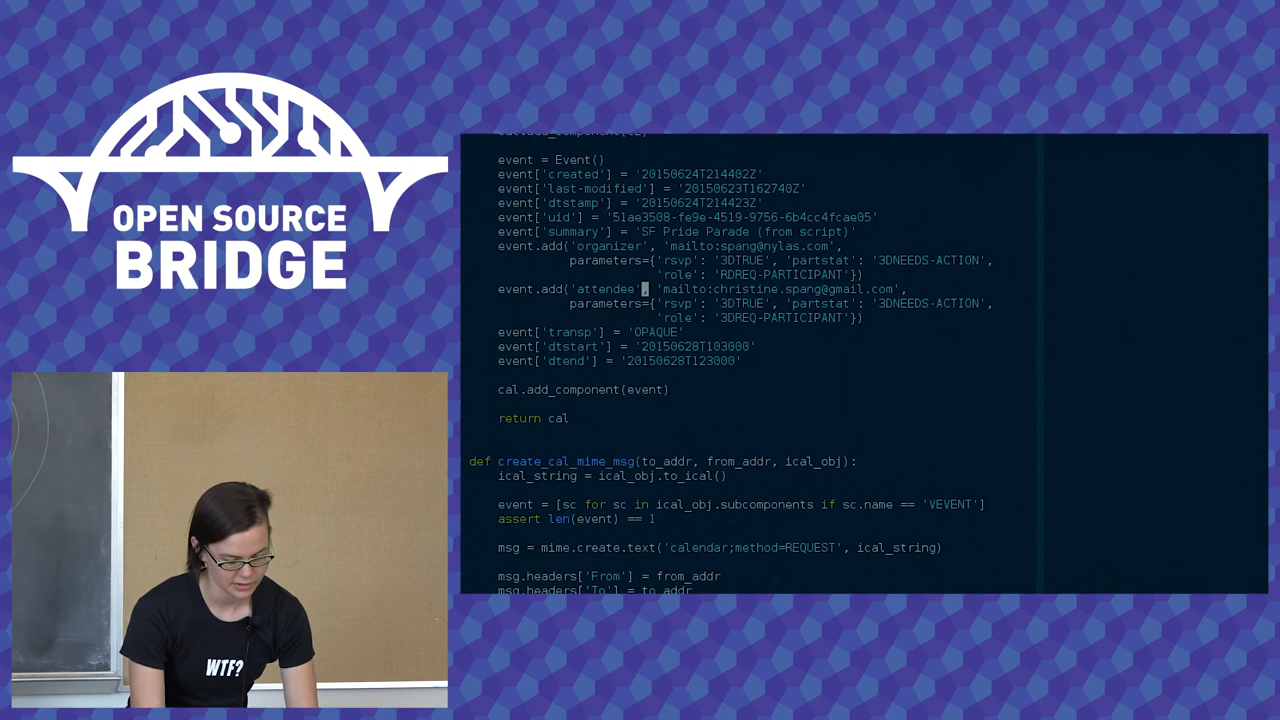 OPEN SOURCE
BRIDGE
event = Event()
event['created'] = '20150624T214402Z'
event['last-modified'] = '20150623T162740Z'
event['dtstamp'] = '20150624T214423Z'
event['uid'] = '51ae3508-fe9e-4519-9756-6b4cc4fcae05'
event['summary'] = 'SF Pride Parade (from script)'
event.add('organizer', 'mailto:spang@nylas.com',
parameters={'rsvp': '3DTRUE', 'partstat': '3DNEEDS-ACTION',
'role': 'RDREQ-PARTICIPANT'})
event.add('attendee', 'mailto:christine.spang@gmail.com',
parameters={'rsvp': '3DTRUE', 'partstat': '3DNEEDS-ACTION',
'role': '3DREQ-PARTICIPANT'})
event['transp'] = 'OPAQUE'
event['dtstart'] = '20150628T103000'
event['dtend'] = '20150628T123000'
cal.add_component(event)
return cal
def create_cal_mime_msg(to_addr, from_addr, ical_obj):
ical_string = ical_obj.to_ical()
event = [sc for sc in ical_obj.subcomponents if sc.name == 'VEVENT']
assert len(event) == 1
msg = mime.create.text('calendar;method=REQUEST', ical_string)
msg.headers['From'] = from_addr
msg.headers['To'] = to_addr
WTF?